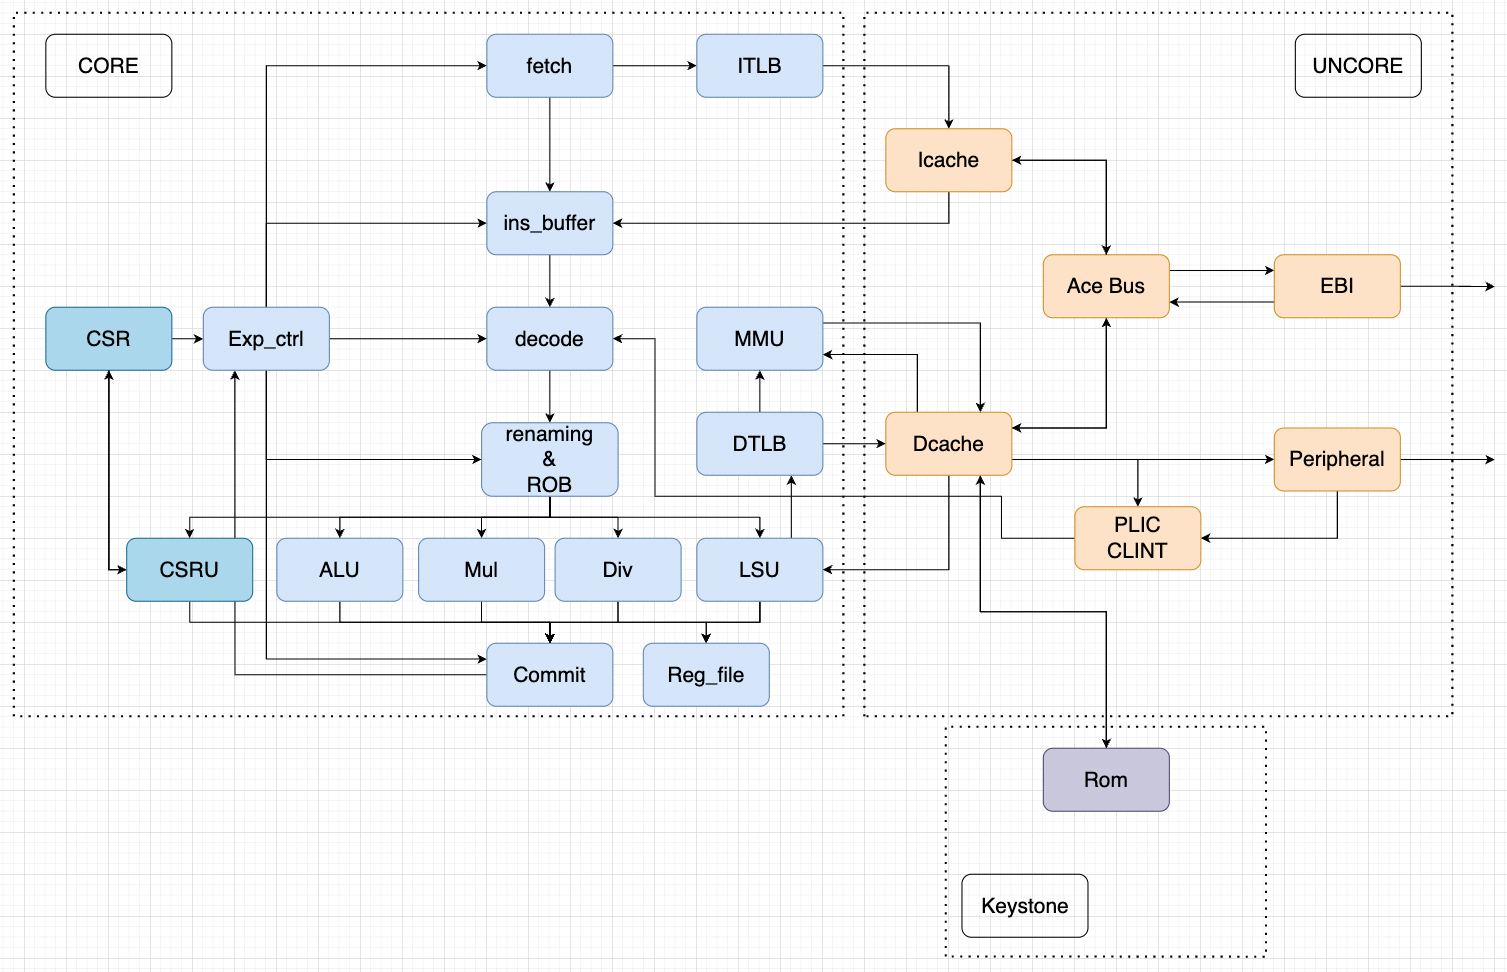 CORE
fetch
ITLB
UNCORE
Icache
ins_buffer
Ace Bus
EBI
CSR
Exp_ctrl
decode
MMU
renaming
&
ROB
DTLB
Dcache
Peripheral
PLIC
CLINT
CSRU
ALU
Mul
Div
LSU
Commit
Reg_file
Rom
Keystone